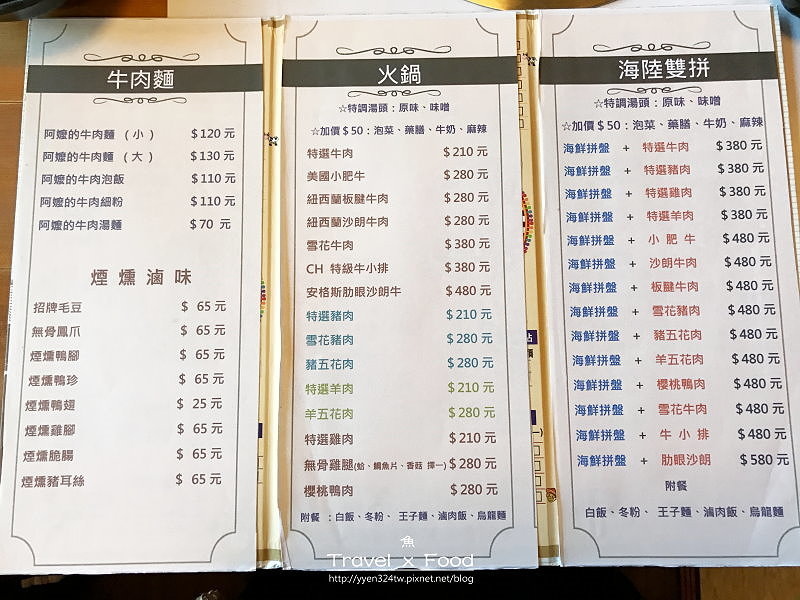 牛肉麵
阿嬤的牛肉麵 （小） $120 元
阿嬤的牛肉麵 （大） $130 元
阿嬤的牛肉泡飯 $110 元
阿嬤的牛肉細粉 $110 元
阿嬤的牛肉湯麵 $70 元
煙燻滷味
招牌毛豆 $ 65元
無骨鳳爪 $ 65元
煙燻鴨腳 $ 65元
煙燻鴨珍 $ 65元
煙燻鴨翅 $ 25元
煙燻雞腳 $ 65元
煙燻脆腸 $ 65元
煙燻豬耳絲 $ 65元
火鍋
☆特調湯頭：原味、味噌
☆加價$50：泡菜、藥膳、牛奶、麻辣
特選牛肉 $210元
美國小肥牛 $280元
紐西蘭板腱牛肉 $280元
紐西蘭沙朗牛肉 $280元
雪花牛肉 $380元
CH 特級牛小排 $380元
安格斯肋眼沙朗牛 $480元
特選豬肉 $210元
雪花豬肉 $280元
豬五花肉 $280元
特選羊肉 $210元
羊五花肉 $280元
特選雞肉 $210元
無骨雞腿(蛤、鯛魚片、香菇 擇一) $280元
櫻桃鴨肉 $280元
附餐 ：白飯、冬粉、王子麵、滷肉飯、烏龍麵
海陸雙拼
☆特調湯頭：原味、味噌
☆加價$50：泡菜、藥膳、牛奶、麻辣
海鮮拼盤 + 特選牛肉 $380元
海鮮拼盤 + 特選豬肉 $380元
海鮮拼盤 + 特選雞肉 $380元
海鮮拼盤 + 特選羊肉 $380元
海鮮拼盤 + 小 肥 牛 $480元
海鮮拼盤 + 沙朗牛肉 $480元
海鮮拼盤 + 板腱牛肉 $480元
海鮮拼盤 + 雪花豬肉 $480元
海鮮拼盤 + 豬五花肉 $480元
海鮮拼盤 + 羊五花肉 $480元
海鮮拼盤 + 櫻桃鴨肉 $480元
海鮮拼盤 + 雪花牛肉 $480元
海鮮拼盤 + 牛 小 排 $480元
海鮮拼盤 + 肋眼沙朗 $580元
附餐
白飯、冬粉、王子麵、滷肉飯、烏龍麵
魚
Travel x Food
http://yyen324tw.pixnet.net/blog